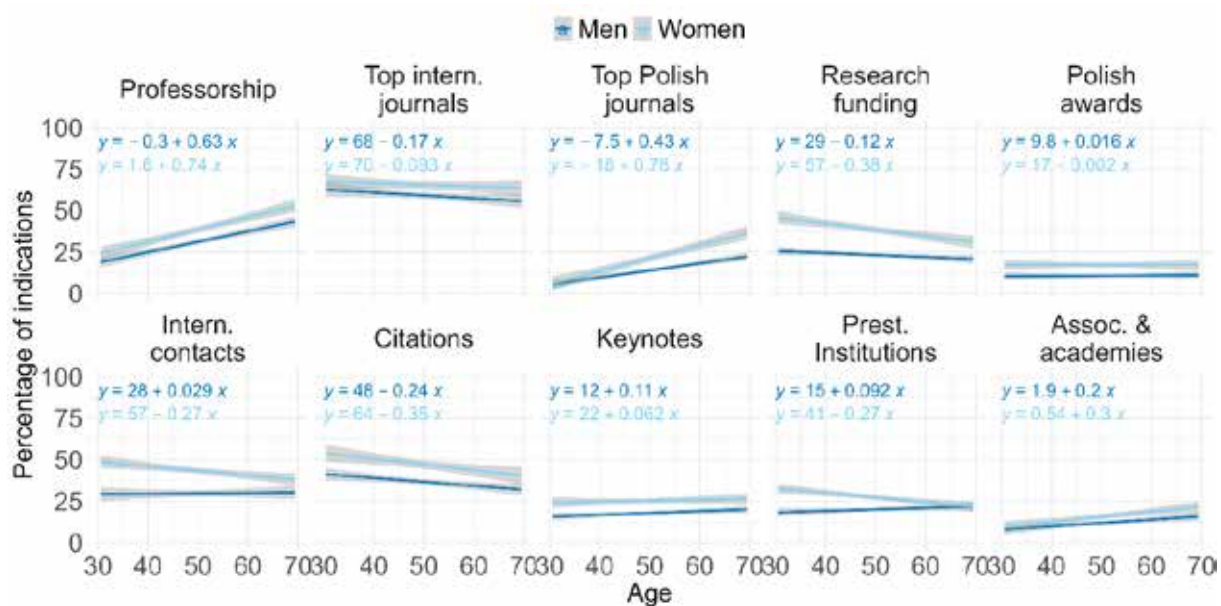 Men Women
Professorship
Top intern.
journals
Top Polish
journals
Research
funding
Polish
awards
Percentage of indications
100
75
50
25
0
y = −0.3 + 0.63 x
y = 1.6 + 0.74 x
y = 68 − 0.17 x
y = 70 − 0.093 x
y = −7.5 + 0.43 x
y = −18 + 0.78 x
y = 29 − 0.12 x
y = 57 − 0.38 x
y = 9.8 + 0.016 x
y = 17 − 0.002 x
Intern.
contacts
Citations
Keynotes
Prest.
Institutions
Assoc. &
academies
100
75
50
25
0
y = 28 + 0.029 x
y = 57 − 0.27 x
y = 48 − 0.24 x
y = 64 − 0.35 x
y = 12 + 0.11 x
y = 22 + 0.062 x
y = 15 + 0.092 x
y = 41 − 0.27 x
y = 1.9 + 0.2 x
y = 0.54 + 0.3 x
30 40 50 60 7030 40 50 60 7030 40 50 60 7030 40 50 60 7030 40 50 60 70
Age